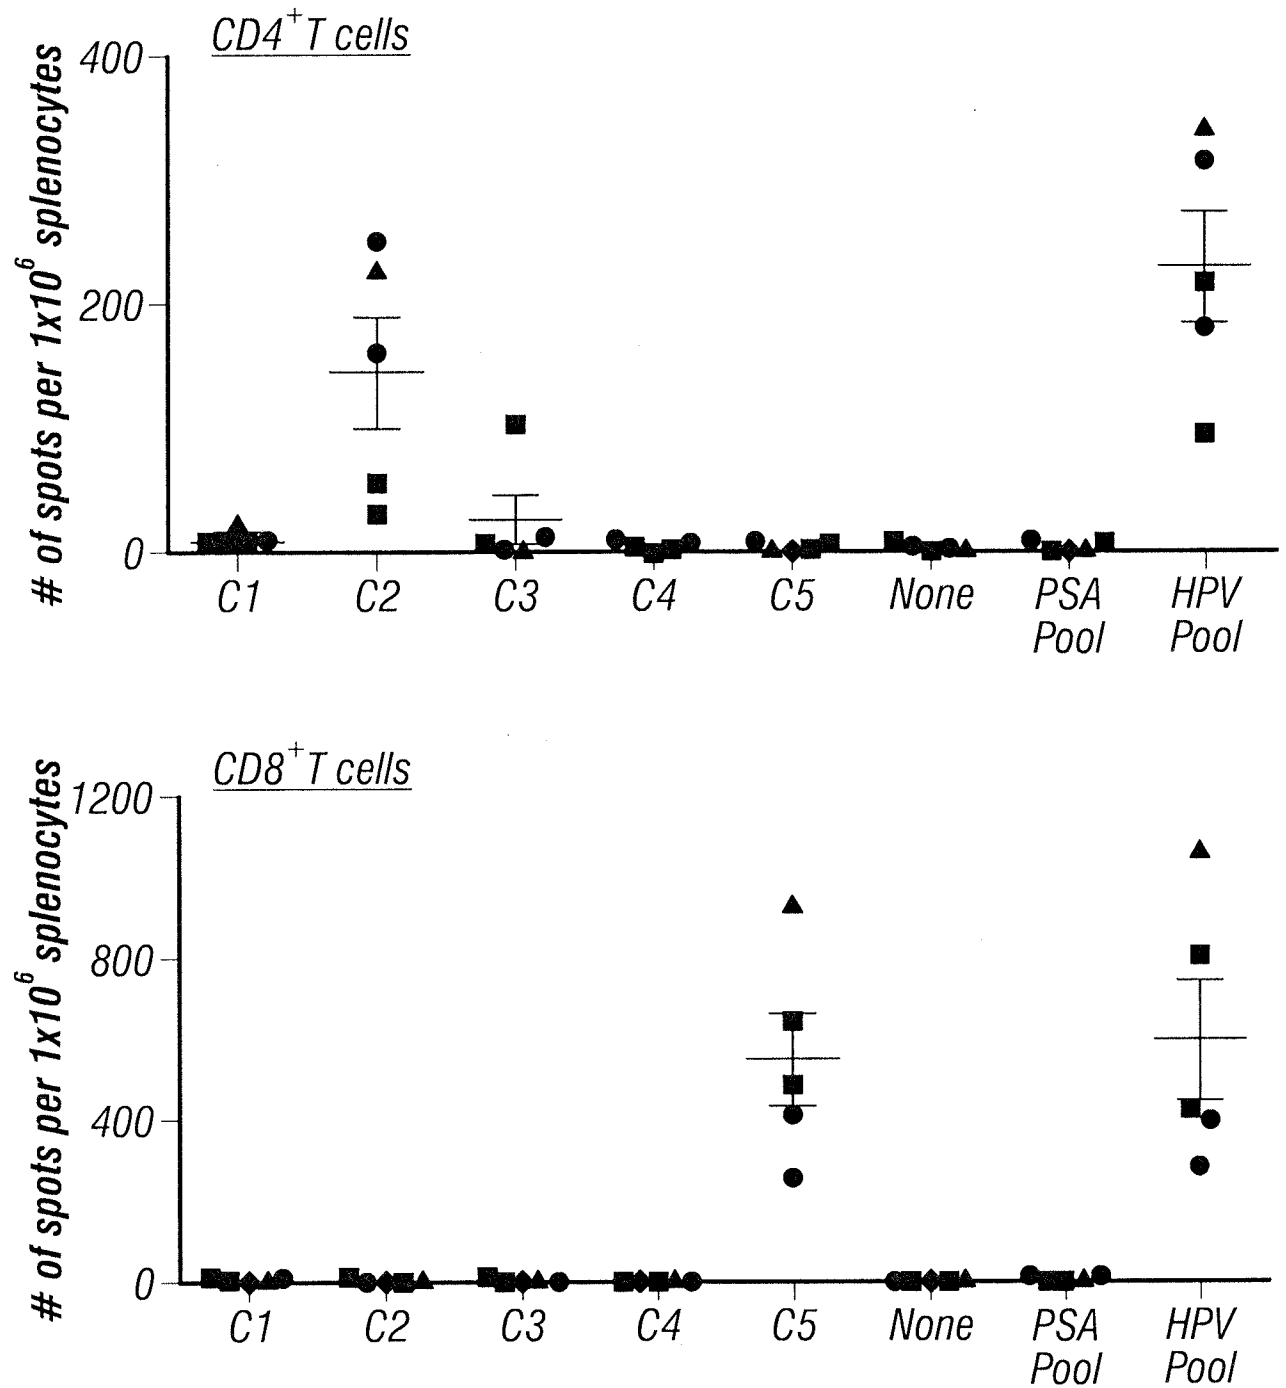 CD4+T cells
# of spots per 1x10^6 splenocytes
400
200
0
C1 C2 C3 C4 C5 None PSA Pool HPV Pool
CD8+T cells
# of spots per 1x10^6 splenocytes
1200
800
400
0
C1 C2 C3 C4 C5 None PSA Pool HPV Pool